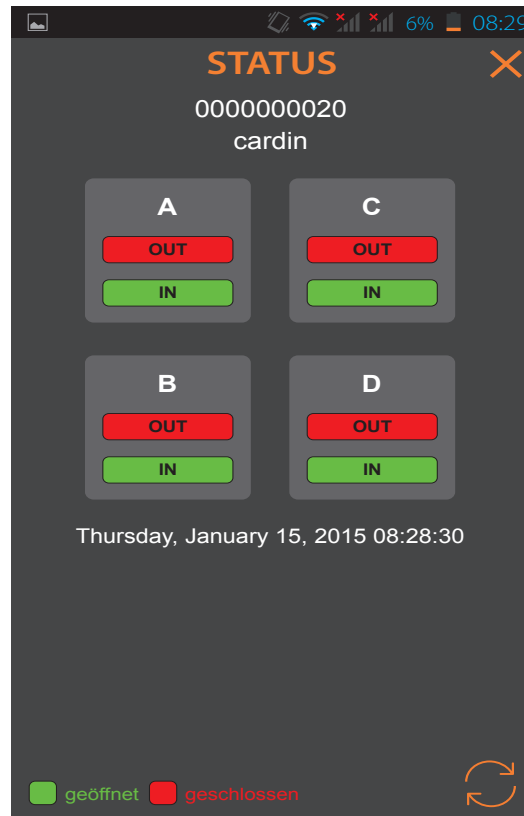 6% 08:29
STATUS
0000000020
cardin
A
OUT
IN
C
OUT
IN
B
OUT
IN
D
OUT
IN
Thursday, January 15, 2015 08:28:30
geöffnet geschlossen